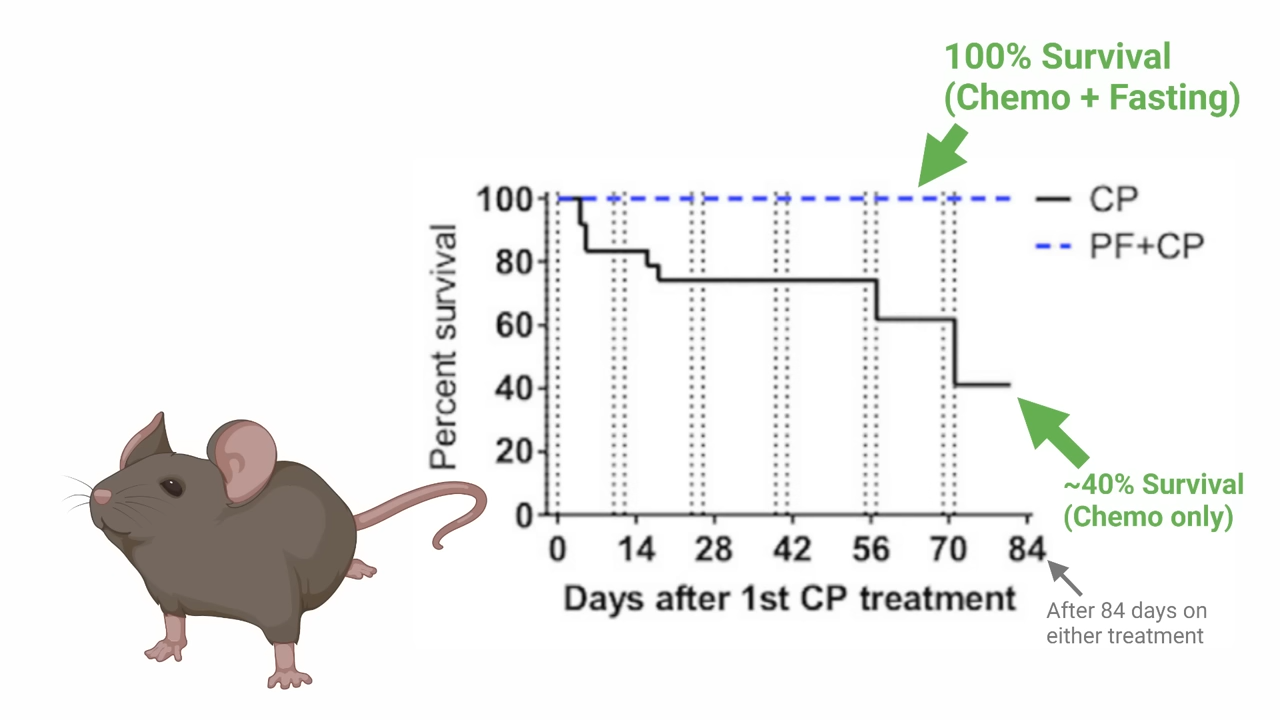 100% Survival
(Chemo + Fasting)
CP
PF+CP
Percent survival
100
80
60
40
20
0
0 14 28 42 56 70 84
Days after 1st CP treatment
~40% Survival
(Chemo only)
After 84 days on
either treatment